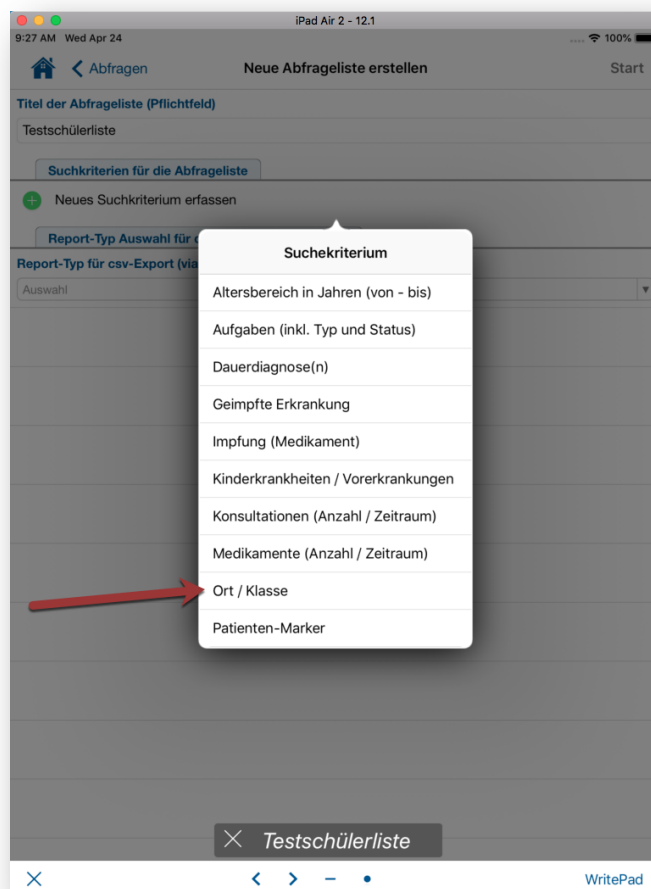 iPad Air 2 - 12.1
9:27 AM Wed Apr 24
100%
Abfragen
Neue Abfrageliste erstellen
Start
Titel der Abfrageliste (Pflichtfeld)
Testschülerliste
Suchkriterien für die Abfrageliste
Neues Suchkriterium erfassen
Report-Typ Auswahl für
Report-Typ für csv-Export (via
Auswahl
Suchekriterium
Altersbereich in Jahren (von - bis)
Aufgaben (inkl. Typ und Status)
Dauerdiagnose(n)
Geimpfte Erkrankung
Impfung (Medikament)
Kinderkrankheiten / Vorerkrankungen
Konsultationen (Anzahl / Zeitraum)
Medikamente (Anzahl / Zeitraum)
Ort / Klasse
Patienten-Marker
Testschülerliste
WritePad